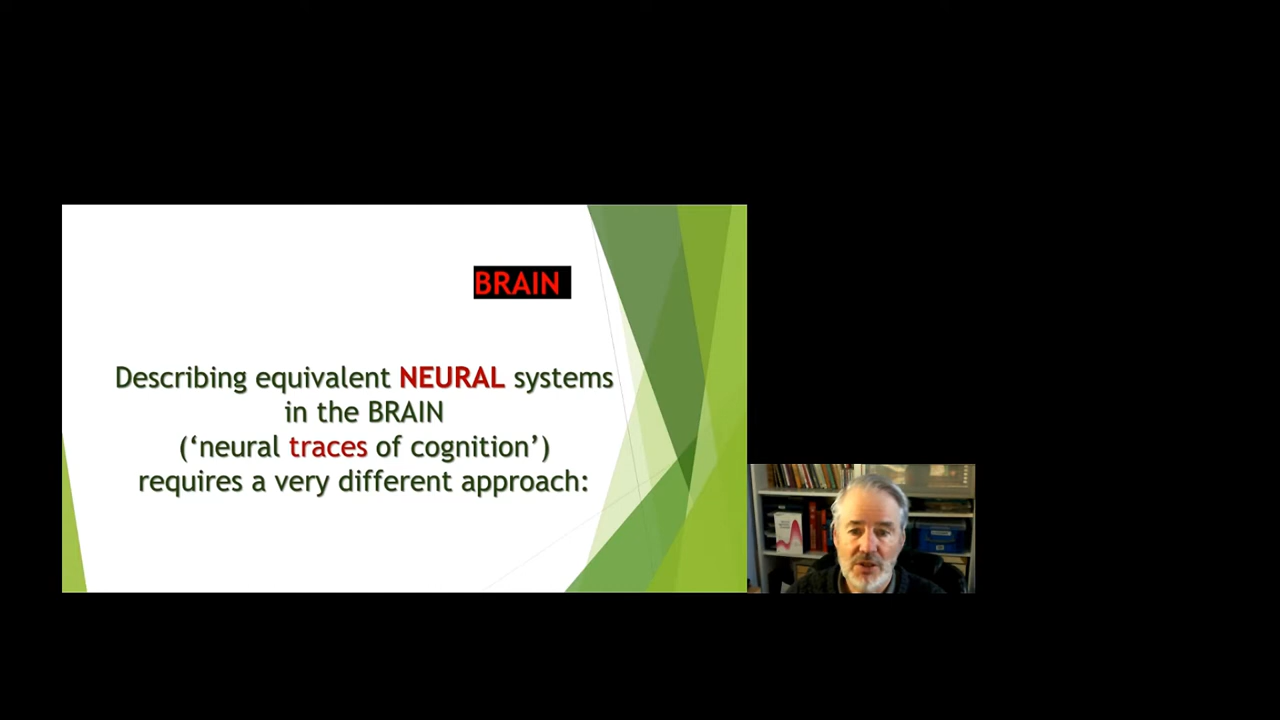 BRAIN
Describing equivalent NEURAL systems
in the BRAIN
(‘neural traces of cognition’)
requires a very different approach: